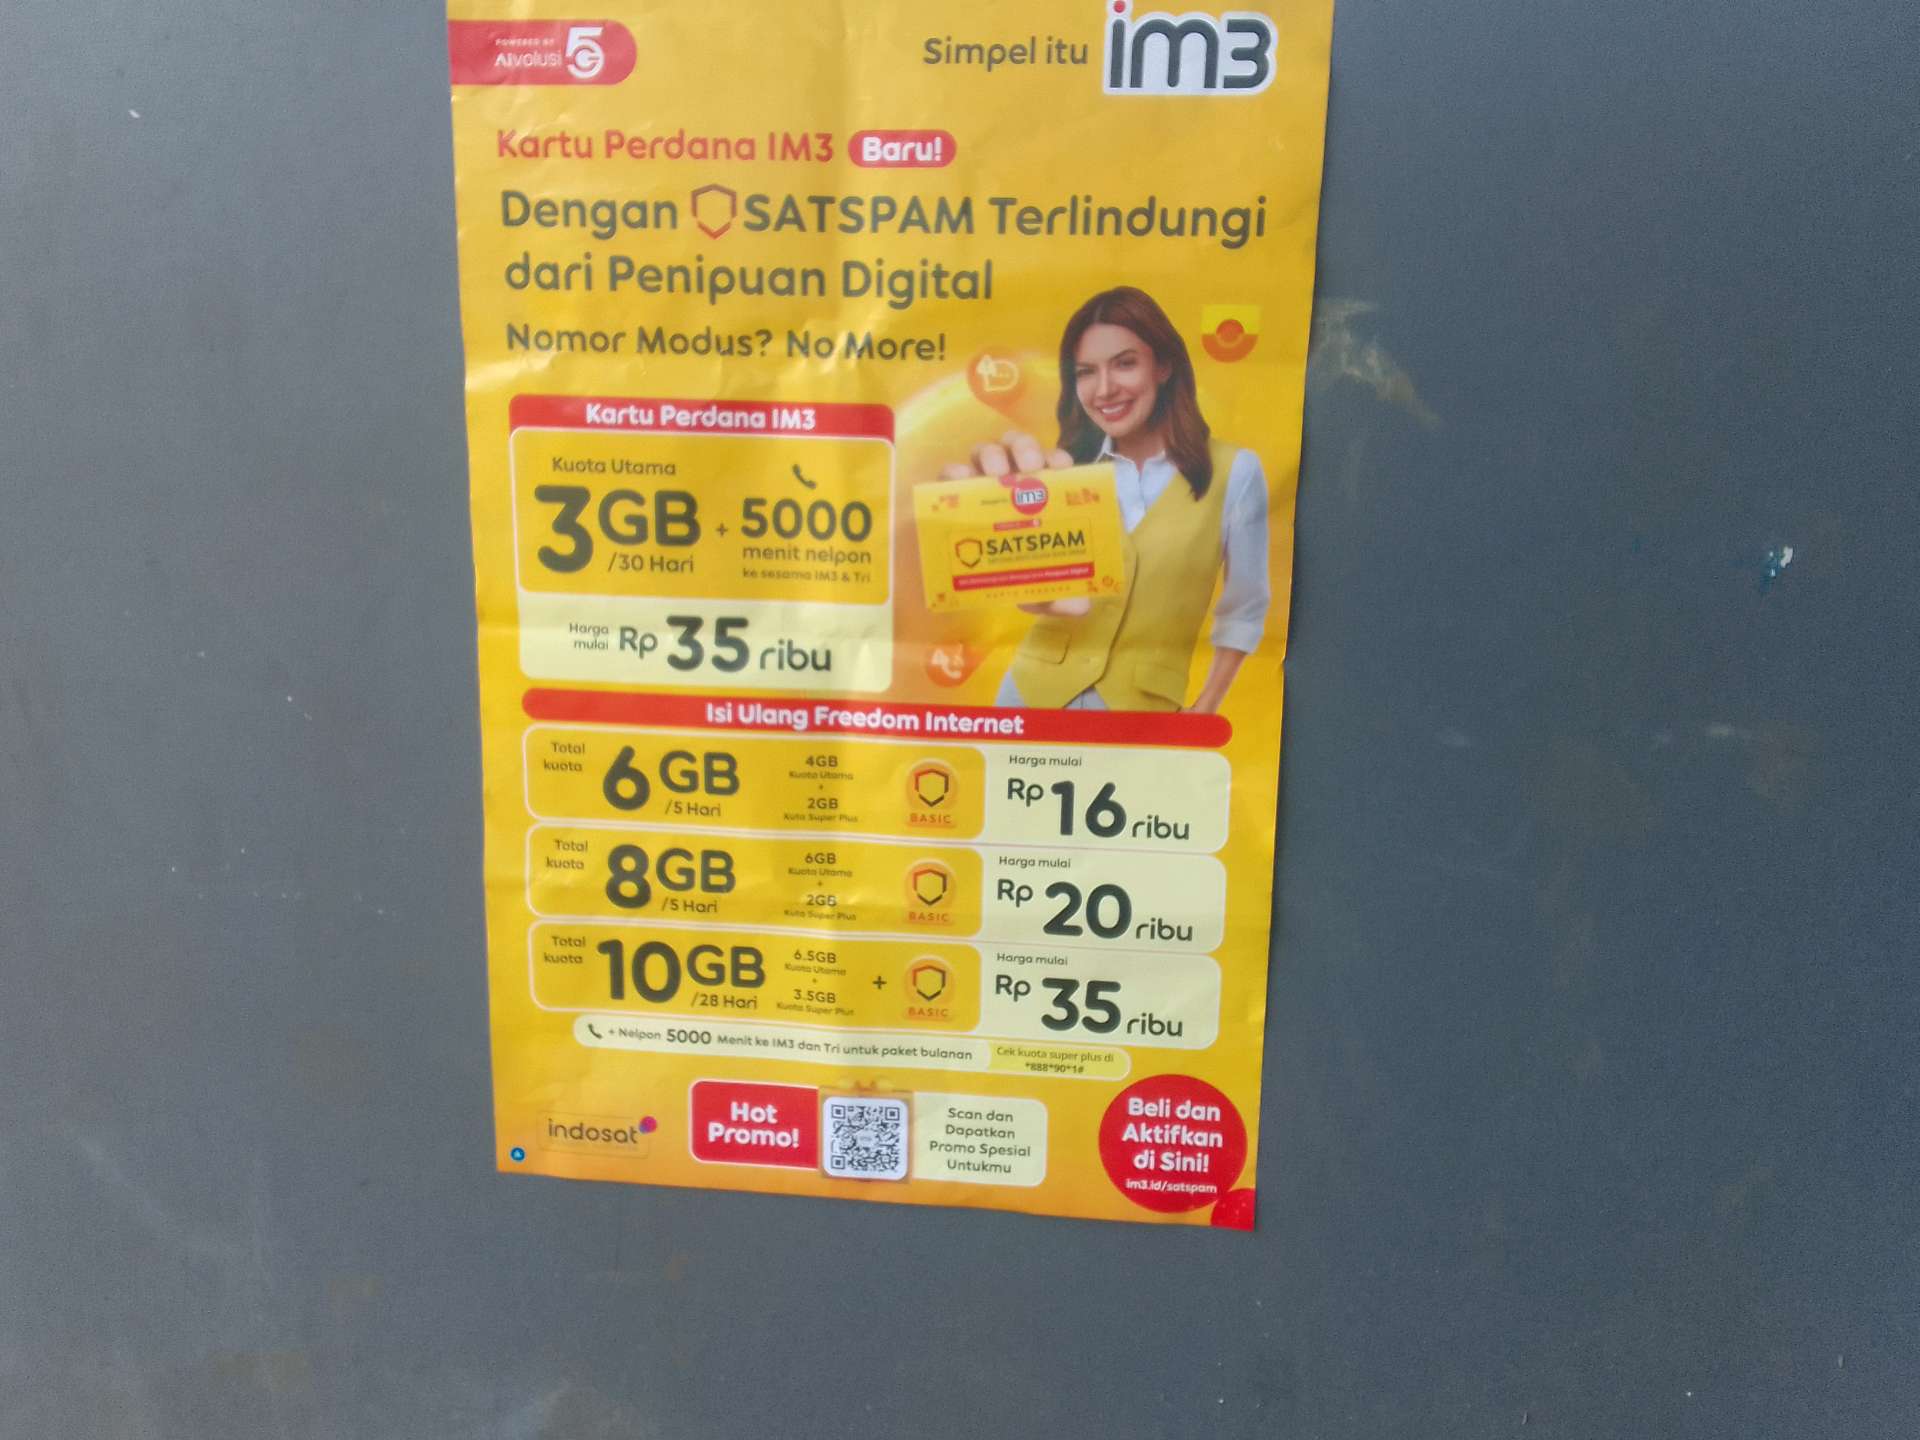 POWERED BY
AIvolusi 5G
Simpel itu im3
Kartu Perdana IM3 Baru!
Dengan SATSPAM Terlindungi
dari Penipuan Digital
Nomor Modus? No More!
Kartu Perdana IM3
Kuota Utama
3GB + 5000
/30 Hari menit nelpon
ke sesama IM3 & Tri
Harga mulai Rp 35 ribu
im3
SATSPAM
Isi Ulang Freedom Internet
Total kuota 6GB /5 Hari
4GB
Kuota Utama
+
2GB
Kuta Super Plus
BASIC
Harga mulai
Rp 16 ribu
Total kuota 8GB /5 Hari
6GB
Kuota Utama
+
2GB
Kuta Super Plus
BASIC
Harga mulai
Rp 20 ribu
Total kuota 10GB /28 Hari
6.5GB
Kuota Utama
+
3.5GB
Kuota Super Plus
+
BASIC
Harga mulai
Rp 35 ribu
+ Nelpon 5000 Menit ke IM3 dan Tri untuk paket bulanan
Cek kuota super plus di
*888*90*1#
indosat
Hot
Promo!
Scan dan
Dapatkan
Promo Spesial
Untukmu
Beli dan
Aktifkan
di Sini!
im3.id/satspam